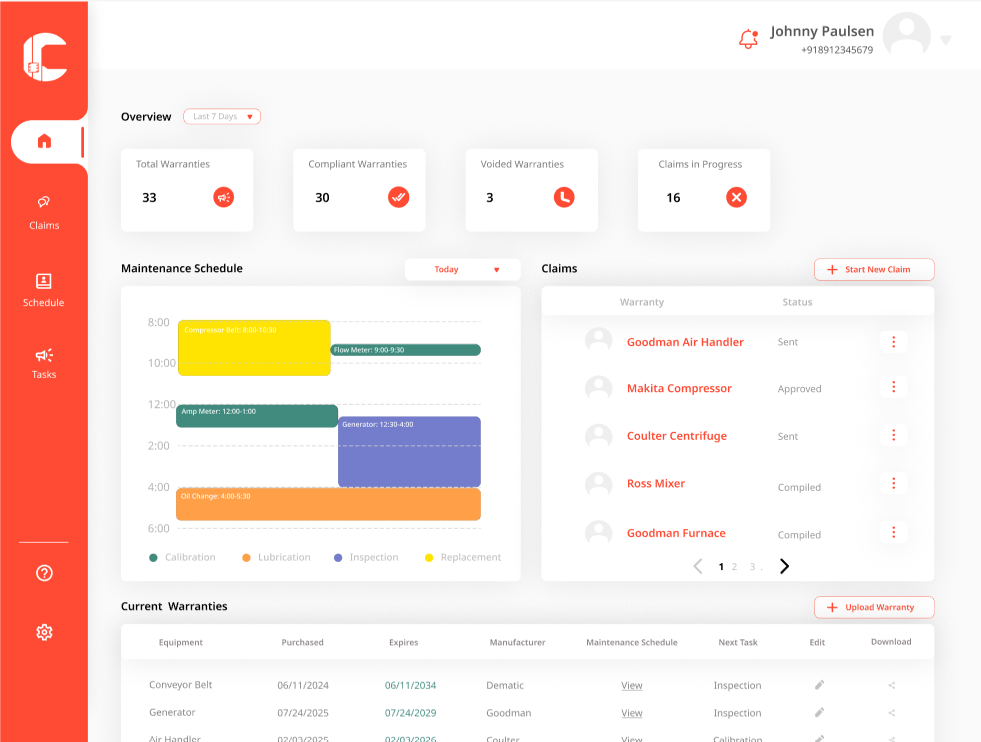 Johnny Paulsen
+918912345679
Overview
Last 7 Days
Total Warranties
33
Compliant Warranties
30
Voided Warranties
3
Claims in Progress
16
Claims
Schedule
Tasks
Maintenance Schedule
Today
8:00
10:00
12:00
2:00
4:00
6:00
Compressor Belt: 8:00-10:30
Flow Meter: 9:00-9:30
Amp Meter: 12:00-1:00
Generator: 12:30-4:00
Oil Change: 4:00-5:30
Calibration Lubrication Inspection Replacement
Claims
+ Start New Claim
Warranty Status
Goodman Air Handler Sent
Makita Compressor Approved
Coulter Centrifuge Sent
Ross Mixer Compiled
Goodman Furnace Compiled
1 2 3 .
Current Warranties
+ Upload Warranty
Equipment Purchased Expires Manufacturer Maintenance Schedule Next Task Edit Download
Conveyor Belt 06/11/2024 06/11/2034 Dematic View Inspection
Generator 07/24/2025 07/24/2029 Goodman View Inspection
Air Handler 02/03/2025 02/03/2026 Coulter View Calibration